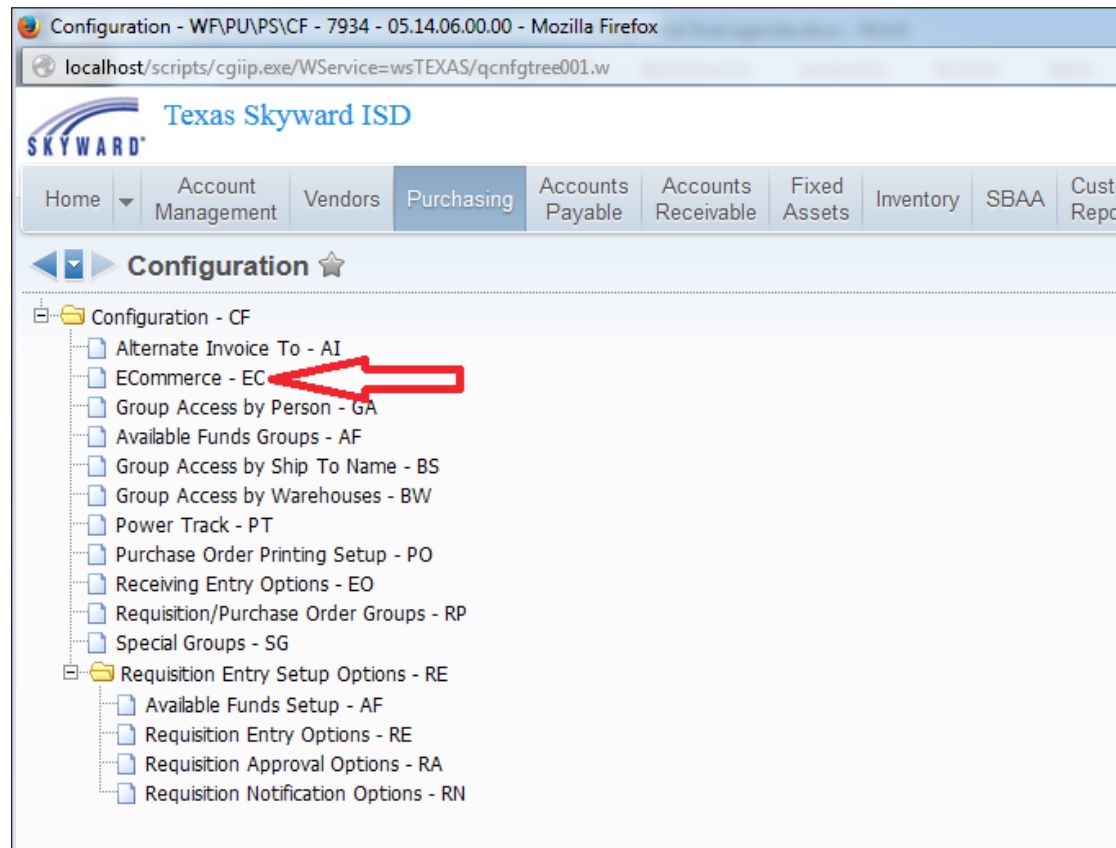 Configuration - WF\PU\PS\CF - 7934 - 05.14.06.00.00 - Mozilla Firefox
localhost/scripts/cgiip.exe/WService=wsTEXAS/qcnfgtree001.w
Texas Skyward ISD
SKYWARD
Home Account Management Vendors Purchasing Accounts Payable Accounts Receivable Fixed Assets Inventory SBAA Cust Repo
Configuration
Configuration - CF
Alternate Invoice To - AI
ECommerce - EC
Group Access by Person - GA
Available Funds Groups - AF
Group Access by Ship To Name - BS
Group Access by Warehouses - BW
Power Track - PT
Purchase Order Printing Setup - PO
Receiving Entry Options - EO
Requisition/Purchase Order Groups - RP
Special Groups - SG
Requisition Entry Setup Options - RE
Available Funds Setup - AF
Requisition Entry Options - RE
Requisition Approval Options - RA
Requisition Notification Options - RN